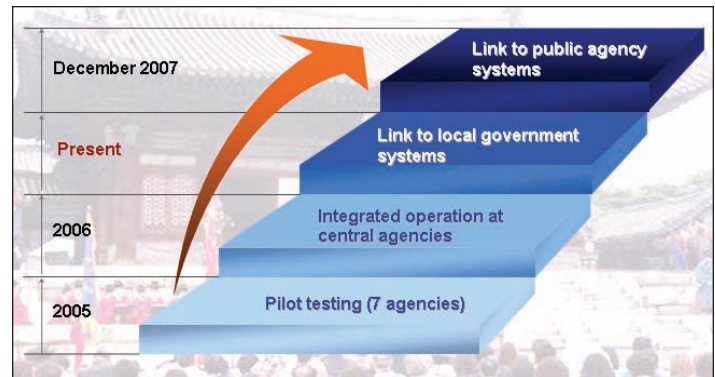 December 2007
Link to public agency
systems
Present
Link to local government
systems
2006
Integrated operation at
central agencies
2005
Pilot testing (7 agencies)